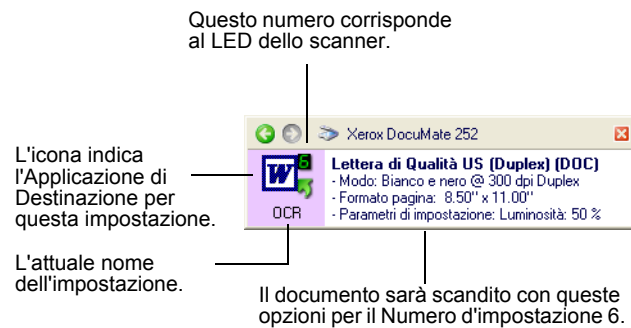 Questo numero corrisponde
al LED dello scanner.
Xerox DocuMate 252
L'icona indica
l'Applicazione di
Destinazione per
questa impostazione.
W
6
OCR
Lettera di Qualità US (Duplex) (DOC)
- Modo: Bianco e nero @ 300 dpi Duplex
- Formato pagina: 8.50" x 11.00"
- Parametri di impostazione: Luminosità: 50 %
L'attuale nome
dell'impostazione.
Il documento sarà scandito con queste
opzioni per il Numero d'impostazione 6.